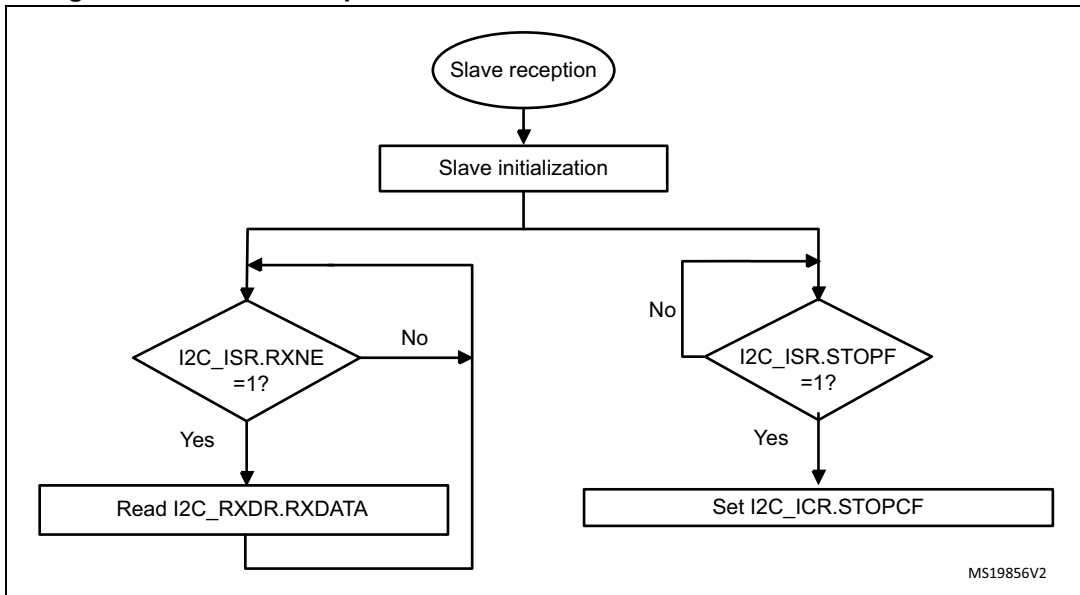 Slave reception
Slave initialization
No
I2C_ISR.RXNE
=1?
Yes
Read I2C_RXDR.RXDATA
No
I2C_ISR.STOPF
=1?
Yes
Set I2C_ICR.STOPCF
MS19856V2